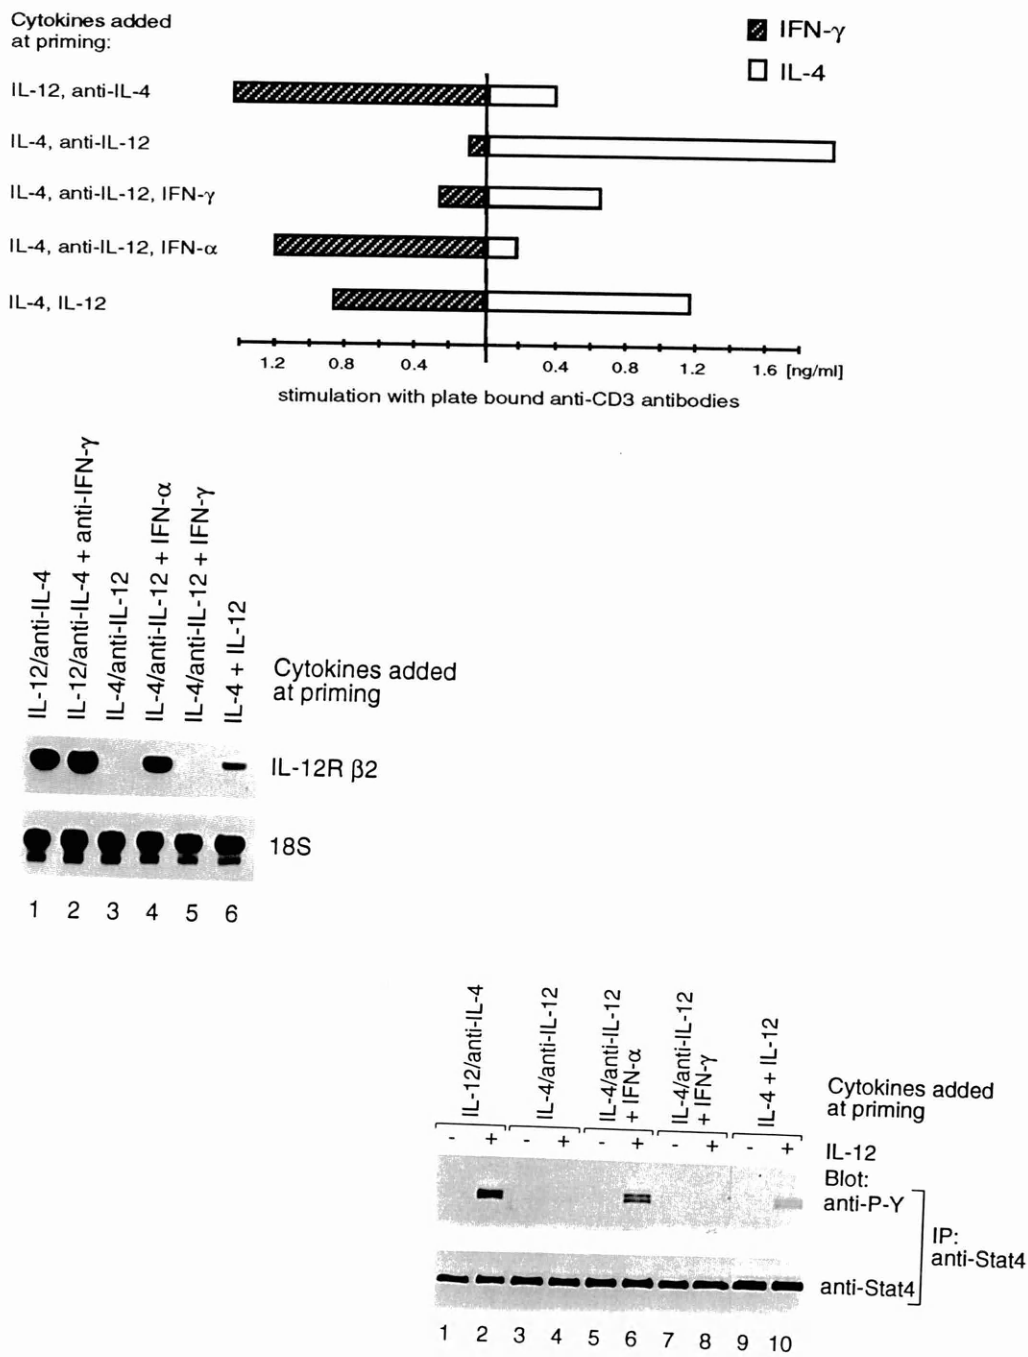 Cytokines added
at priming:
IFN-γ
IL-4
IL-12, anti-IL-4
IL-4, anti-IL-12
IL-4, anti-IL-12, IFN-γ
IL-4, anti-IL-12, IFN-α
IL-4, IL-12
1.2 0.8 0.4 0.4 0.8 1.2 1.6 [ng/ml]
stimulation with plate bound anti-CD3 antibodies
IL-12/anti-IL-4
IL-12/anti-IL-4 + anti-IFN-γ
IL-4/anti-IL-12
IL-4/anti-IL-12 + IFN-α
IL-4/anti-IL-12 + IFN-γ
IL-4 + IL-12
Cytokines added
at priming
IL-12R β2
18S
1 2 3 4 5 6
IL-12/anti-IL-4
IL-4/anti-IL-12
IL-4/anti-IL-12
+ IFN-α
IL-4/anti-IL-12
+ IFN-γ
IL-4 + IL-12
Cytokines added
at priming
- + - + - + - + - + IL-12
Blot:
anti-P-Y
IP:
anti-Stat4
anti-Stat4
1 2 3 4 5 6 7 8 9 10